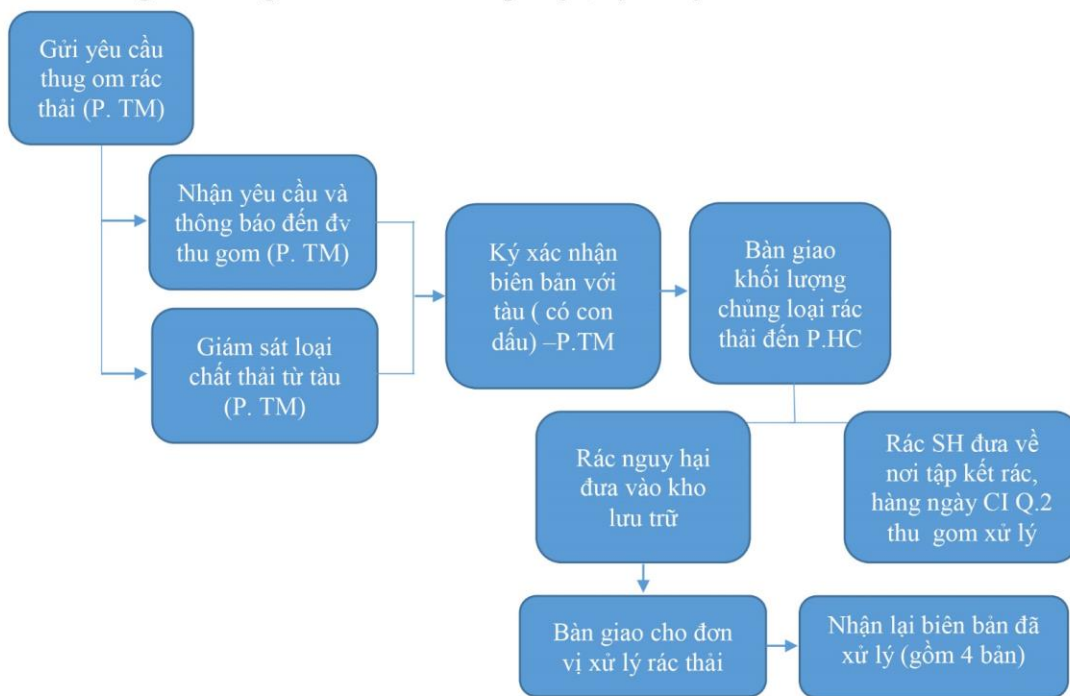 Gửi yêu cầu
thug om rác
thải (P. TM)
Nhận yêu cầu và
thông báo đến đv
thu gom (P. TM)
Giám sát loại
chất thải từ tàu
(P. TM)
Ký xác nhận
biên bản với
tàu ( có con
dấu) –P.TM
Bàn giao
khối lượng
chủng loại rác
thải đến P.HC
Rác nguy hại
đưa vào kho
lưu trữ
Rác SH đưa về
nơi tập kết rác,
hàng ngày CI Q.2
thu gom xử lý
Bàn giao cho đơn
vị xử lý rác thải
Nhận lại biên bản đã
xử lý (gồm 4 bản)